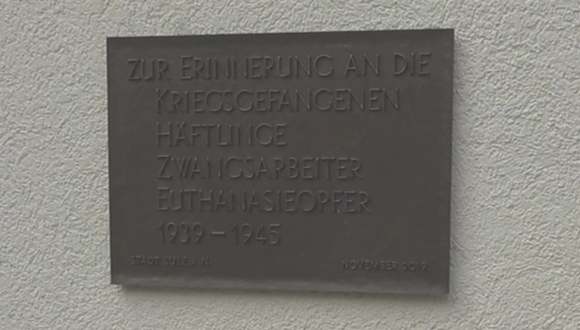 ZUR ERINNERUNG AN DIE
KRIEGSGEFANGENEN
HÄFTLINGE
ZWANGSARBEITER
EUTHANASIEOPFER
1939 – 1945
STADT
NOVEMBER